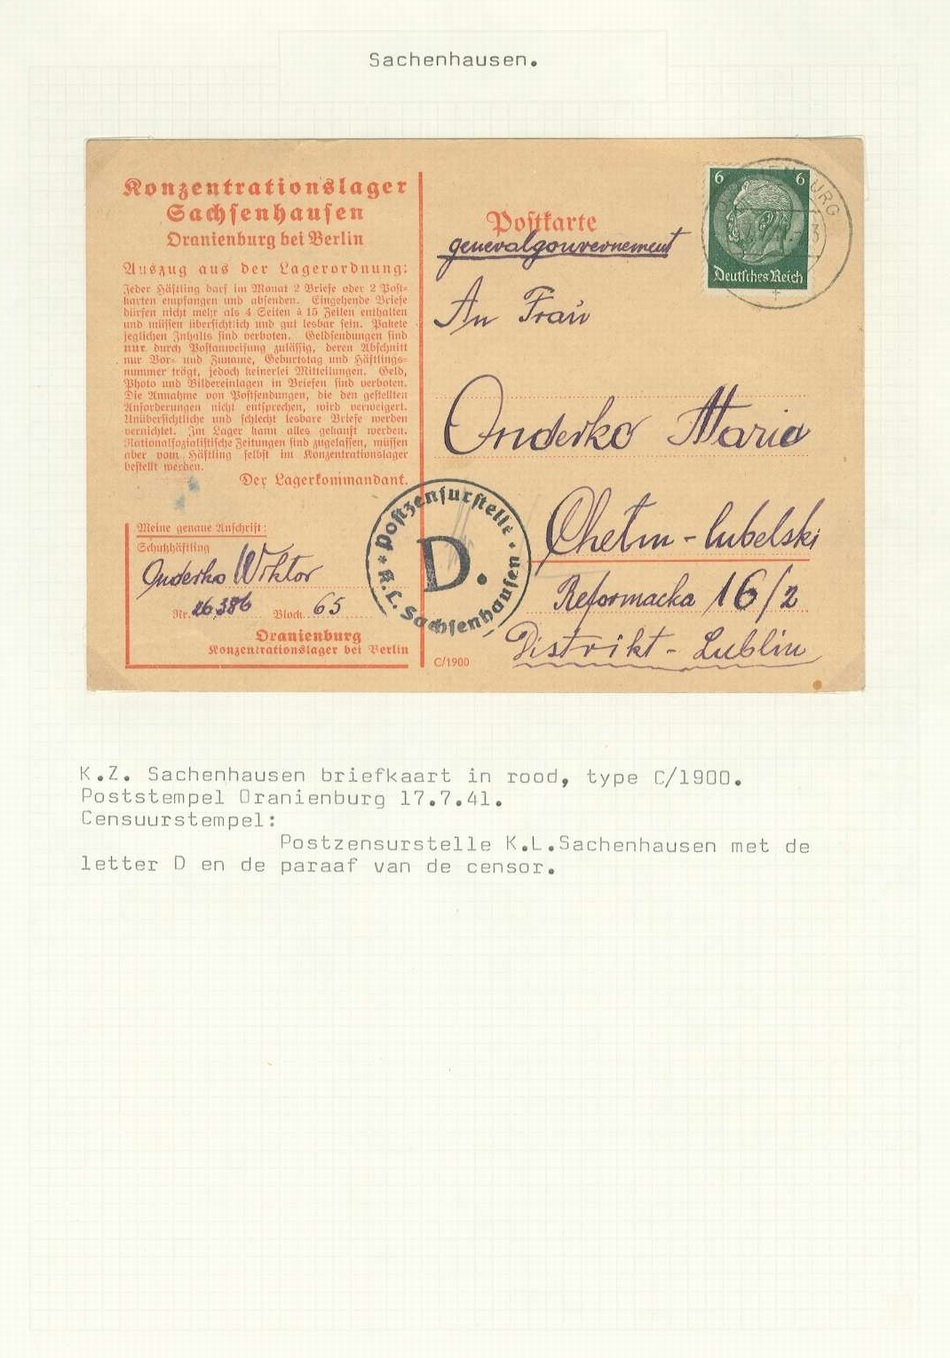 Sachenhausen.
Konzentrationslager
Sachsenhausen
Oranienburg bei Berlin
Auszug aus der Lagerordnung:
Jeder Häftling darf im Monat 2 Briefe oder 2 Post-
karten empfangen und absenden. Eingehende Briefe
dürfen nicht mehr als 4 Seiten à 15 Zeilen enthalten
und müssen übersichtlich und gut lesbar sein. Pakete
jeglichen Inhalts sind verboten. Geldsendungen sind
nur durch Postanweisung zulässig, deren Abschnitt
nur Vor- und Zuname, Geburtstag und Häftlings-
nummer trägt, jedoch keinerlei Mitteilungen. Geld,
Photo und Bildereinlagen in Briefen sind verboten.
Die Annahme von Postsendungen, die den gestellten
Anforderungen nicht entsprechen, wird verweigert.
Unübersichtliche und schlecht lesbare Briefe werden
vernichtet. Im Lager kann alles gekauft werden.
Nationalsozialistische Zeitungen sind zugelassen, müssen
aber vom Häftling selbst im Konzentrationslager
bestellt werden.
Der Lagerkommandant.
Meine genaue Anschrift:
Schutzhäftling
Onderko Wiktor
Nr. 26386 Block 65
Oranienburg
Konzentrationslager bei Berlin
Postzensurstelle
D.
K.L. Sachsenhausen
C/1900
6 6
Deutsches Reich
Postkarte
generalgouvernement
An Frau
Onderko Maria
Chełm - lubelski
Reformacka 16/2
Distrikt - Lublin
K.Z. Sachenhausen briefkaart in rood, type C/1900.
Poststempel Oranienburg 17.7.41.
Censuurstempel:
Postzensurstelle K.L.Sachenhausen met de
letter D en de paraaf van de censor.